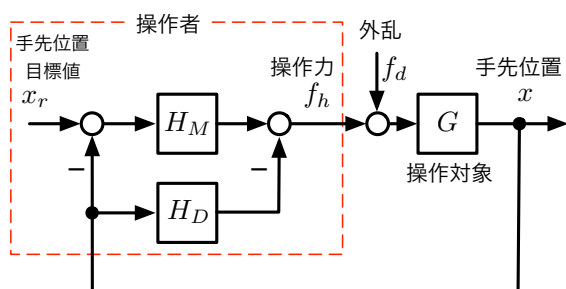 操作者
外乱
手先位置
目標値
x_r
操作力
f_h
f_d
手先位置
x
H_M
G
操作対象
−
−
H_D